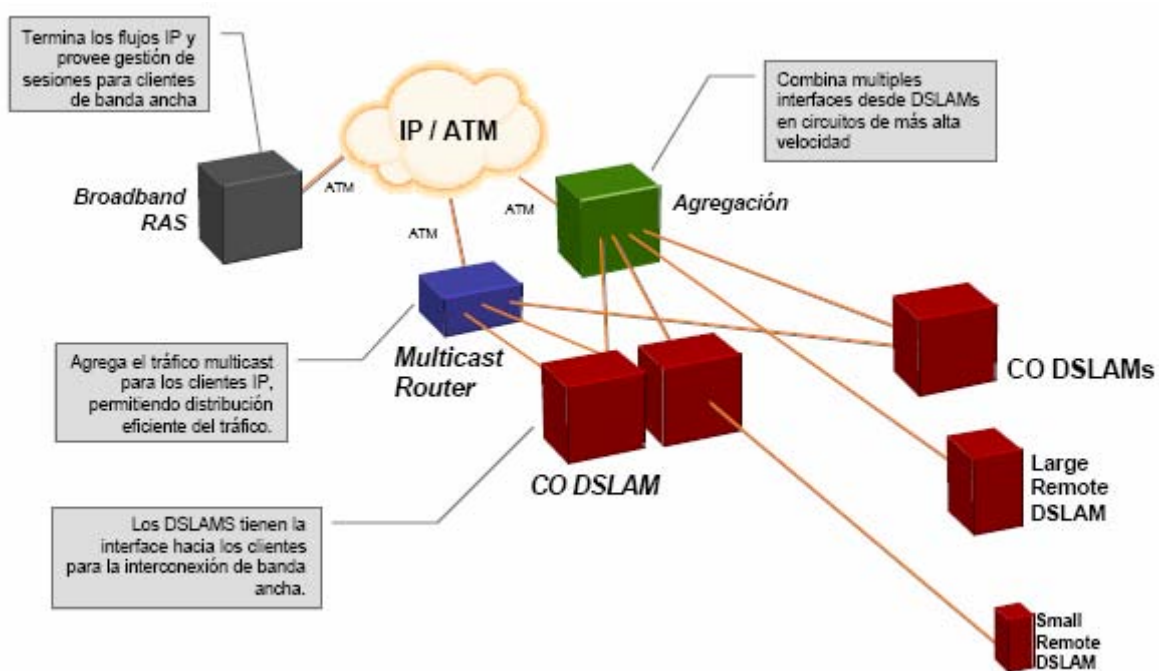 Termina los flujos IP y
provee gestión de
sesiones para clientes
de banda ancha
IP / ATM
Combina multiples
interfaces desde DSLAMs
en circuitos de más alta
velocidad
Broadband
RAS
ATM
ATM
ATM
Agregación
Agrega el tráfico multicast
para los clientes IP,
permitiendo distribución
eficiente del tráfico.
Multicast
Router
CO DSLAMs
CO DSLAM
Large
Remote
DSLAM
Los DSLAMS tienen la
interface hacia los clientes
para la interconexión de banda
ancha.
Small
Remote
DSLAM